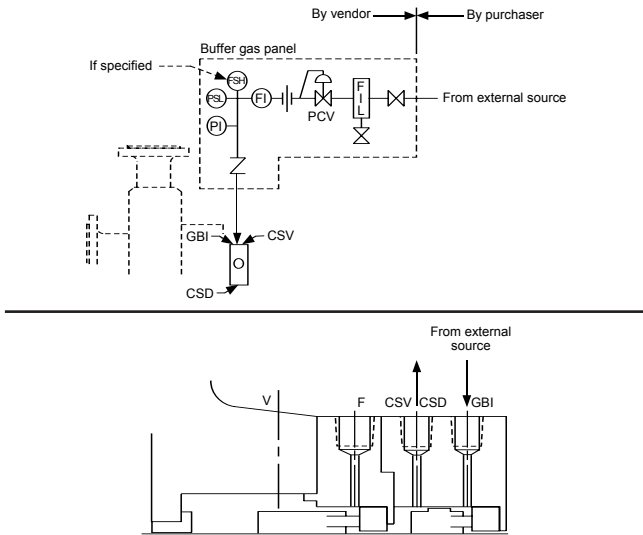 By vendor
By purchaser
Buffer gas panel
If specified
FSH
PSL
FI
PI
PCV
FIL
From external source
GBI
CSV
CSD
From external
source
V
F
CSV
CSD
GBI